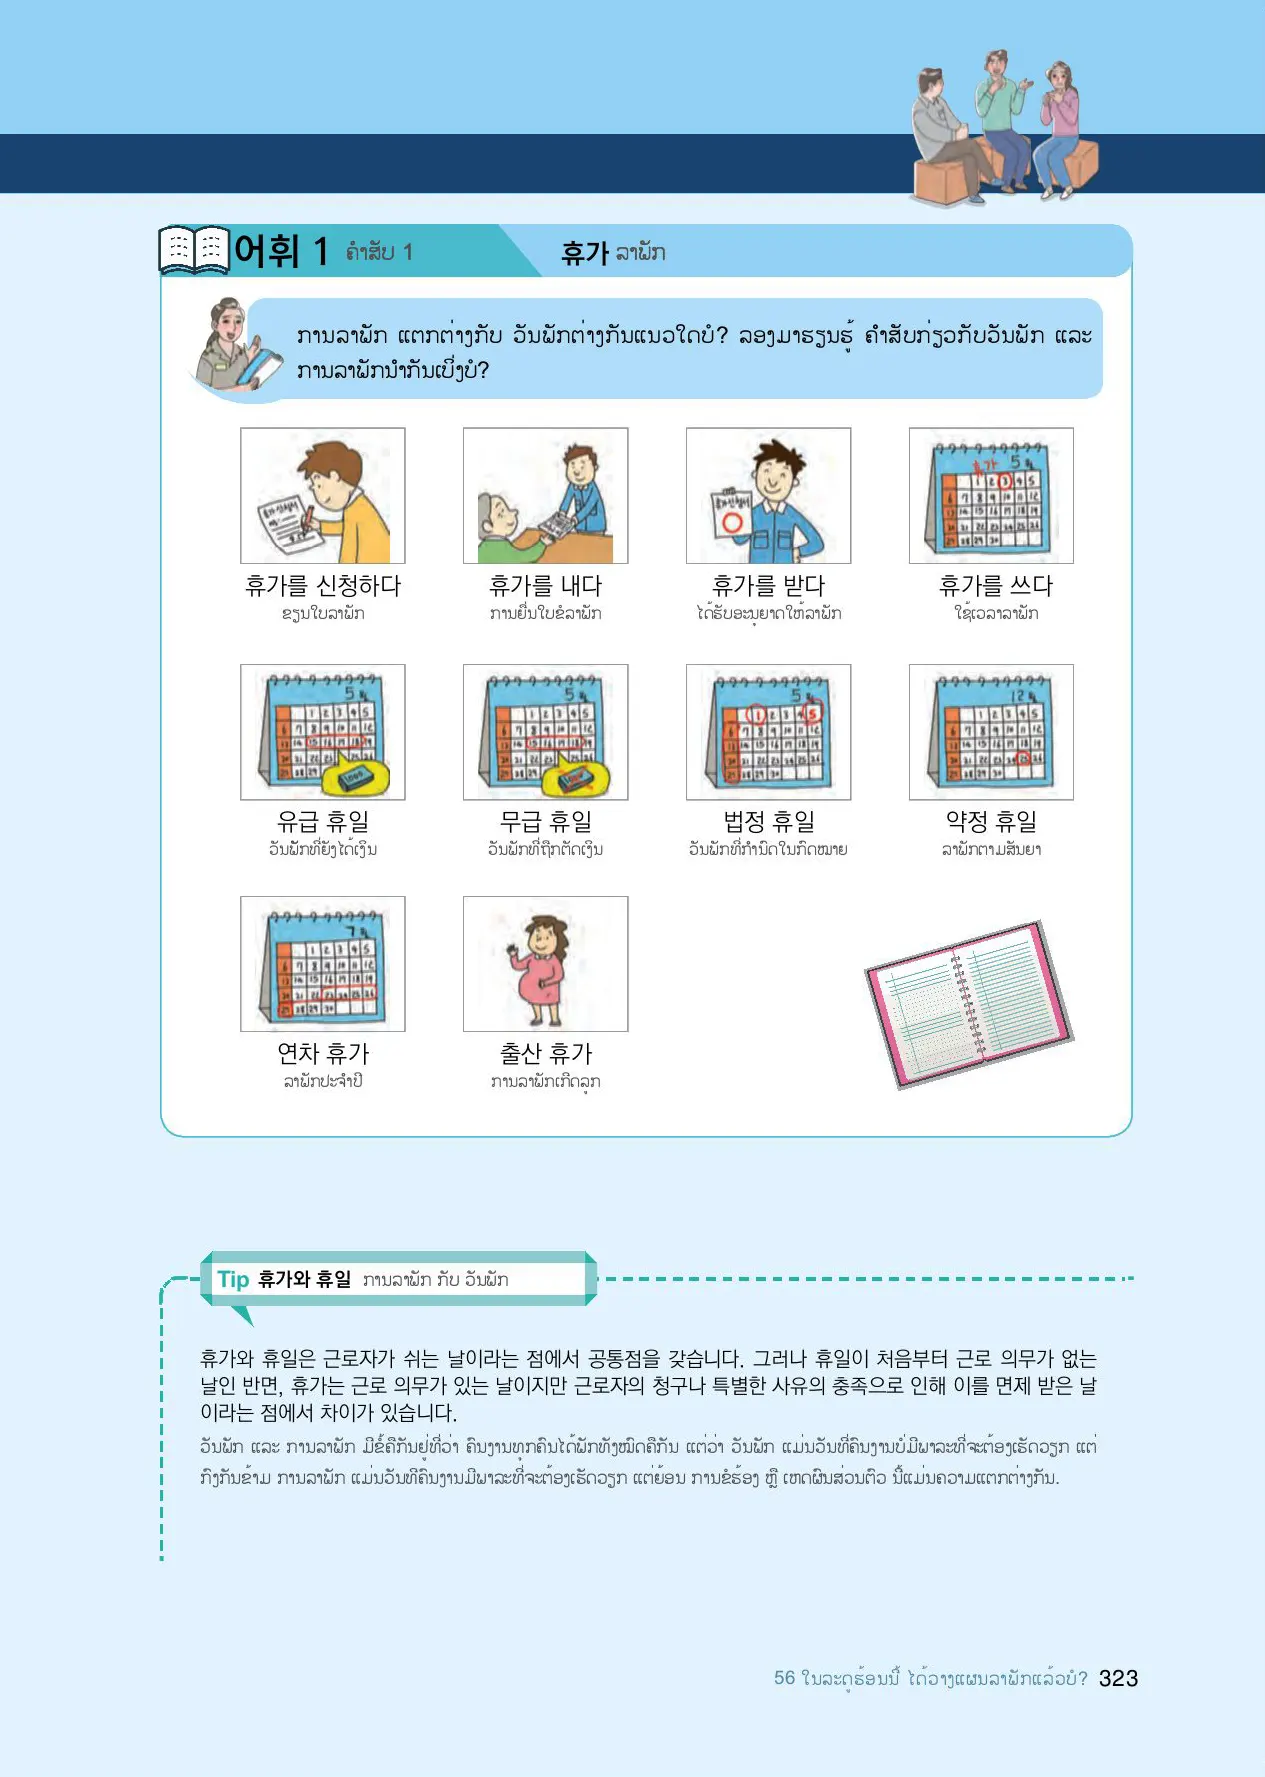 어휘 1 ຄຳສັບ 1 휴가 ລາພັກ
ການລາພັກ ແຕກຕ່າງກັບ ວັນພັກຕ່າງກັນແນວໃດບໍ? ລອງມາຮຽນຮູ້ ຄຳສັບກ່ຽວກັບວັນພັກ ແລະ
ການລາພັກນຳກັນເບິ່ງບໍ?
휴가를 신청하다 휴가를 내다 휴가를 받다 휴가를 쓰다
ຂຽນໃບລາພັກ ການຍື່ນໃບຂໍລາພັກ ໄດ້ຮັບອະນຸຍາດໃຫ້ລາພັກ ໃຊ້ເວລາລາພັກ
유급 휴일 무급 휴일 법정 휴일 약정 휴일
ວັນພັກທີ່ຍັງໄດ້ເງິນ ວັນພັກທີ່ຖືກຕັດເງິນ ວັນພັກທີ່ກຳນົດໃນກົດໝາຍ ລາພັກຕາມສັນຍາ
연차 휴가 출산 휴가
ລາພັກປະຈຳປີ ການລາພັກເກີດລູກ
Tip 휴가와 휴일 ການລາພັກ ກັບ ວັນພັກ
휴가와 휴일은 근로자가 쉬는 날이라는 점에서 공통점을 갖습니다. 그러나 휴일이 처음부터 근로 의무가 없는
날인 반면, 휴가는 근로 의무가 있는 날이지만 근로자의 청구나 특별한 사유의 충족으로 인해 이를 면제 받은 날
이라는 점에서 차이가 있습니다.
ວັນພັກ ແລະ ການລາພັກ ມີຂໍ້ຄືກັນຢູ່ທີ່ວ່າ ຄົນງານທຸກຄົນໄດ້ພັກທັງໝົດຄືກັນ ແຕ່ວ່າ ວັນພັກ ແມ່ນວັນທີ່ຄົນງານບໍ່ມີພາລະທີ່ຈະຕ້ອງເຮັດວຽກ ແຕ່
ກົງກັນຂ້າມ ການລາພັກ ແມ່ນວັນທີຄົນງານມີພາລະທີ່ຈະຕ້ອງເຮັດວຽກ ແຕ່ຍ້ອນ ການຂໍຮ້ອງ ຫຼື ເຫດຜົນສ່ວນຕົວ ນີ້ແມ່ນຄວາມແຕກຕ່າງກັນ.
56 ໃນລະດູຮ້ອນນີ້ ໄດ້ວາງແຜນລາພັກແລ້ວບໍ? 323